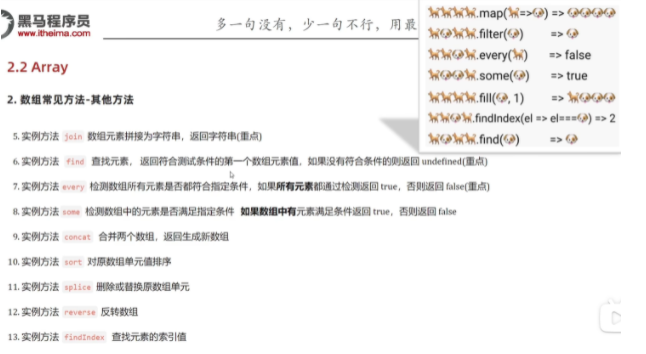 黑马程序员
www.itheima.com
多一句没有，少一句不行，用最
🐕🐕🐕🐕.map(🐕=>🐶) => 🐶🐶🐶🐶
🐕🐶🐕🐕.filter(🐶) => 🐶
🐕🐶🐶🐕.every(🐕) => false
🐕🐶🐶🐕.some(🐶) => true
🐕🐕🐕🐕.fill(🐶, 1) => 🐕🐶🐶🐶
🐕🐕🐶🐕.findIndex(el => el===🐶) => 2
🐕🐶🐕🐕.find(🐶) => 🐶
2.2 Array
2. 数组常见方法-其他方法
5. 实例方法 join 数组元素拼接为字符串，返回字符串(重点)
6. 实例方法 find 查找元素， 返回符合测试条件的第一个数组元素值，如果没有符合条件的则返回 undefined(重点)
7. 实例方法 every 检测数组所有元素是否都符合指定条件，如果所有元素都通过检测返回 true，否则返回 false(重点)
8. 实例方法 some 检测数组中的元素是否满足指定条件 如果数组中有元素满足条件返回 true，否则返回 false
9. 实例方法 concat 合并两个数组，返回生成新数组
10. 实例方法 sort 对原数组单元值排序
11. 实例方法 splice 删除或替换原数组单元
12. 实例方法 reverse 反转数组
13. 实例方法 findIndex 查找元素的索引值